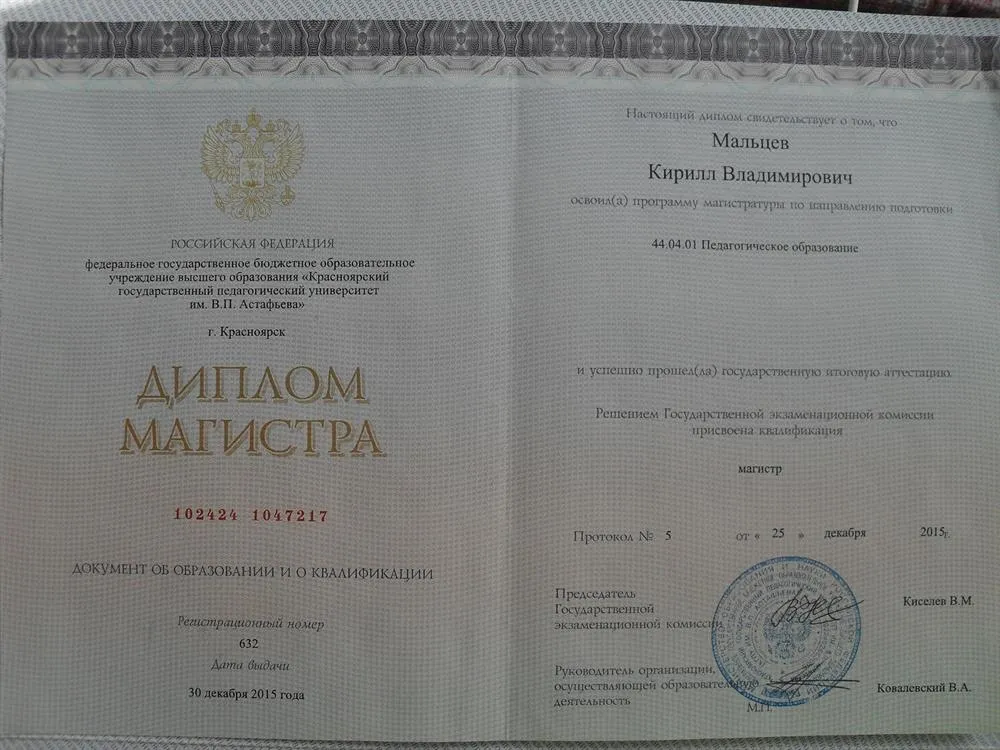 РОССИЙСКАЯ ФЕДЕРАЦИЯ
федеральное государственное бюджетное образовательное
учреждение высшего образования «Красноярский
государственный педагогический университет
им. В.П. Астафьева»
г. Красноярск
ДИПЛОМ
МАГИСТРА
102424 1047217
ДОКУМЕНТ ОБ ОБРАЗОВАНИИ И О КВАЛИФИКАЦИИ
Регистрационный номер
632
Дата выдачи
30 декабря 2015 года
Настоящий диплом свидетельствует о том, что
Мальцев
Кирилл Владимирович
освоил(а) программу магистратуры по направлению подготовки
44.04.01 Педагогическое образование
и успешно прошел(ла) государственную итоговую аттестацию.
Решением Государственной экзаменационной комиссии
присвоена квалификация
магистр
Протокол № 5 от « 25 » декабря 2015г.
Председатель
Государственной
экзаменационной комиссии
Киселев В.М.
Руководитель организации,
осуществляющей образовательную
деятельность
Ковалевский В.А.
М.П.